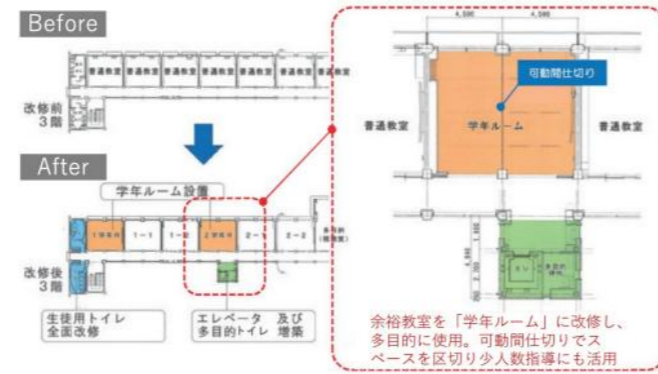 Before
普通教室 普通教室 普通教室 普通教室 普通教室 普通教室 普通教室
改修前
3階
After
学年ルーム設置
1-1
2-1
2-2
改修後
3階
生徒用トイレ
全面改修
エレベータ 及び
多目的トイレ 増築
4,500 4,500
可動間仕切り
普通教室
学年ルーム
普通教室
余裕教室を「学年ルーム」に改修し、
多目的に使用。可動間仕切りでス
ペースを区切り少人数指導にも活用